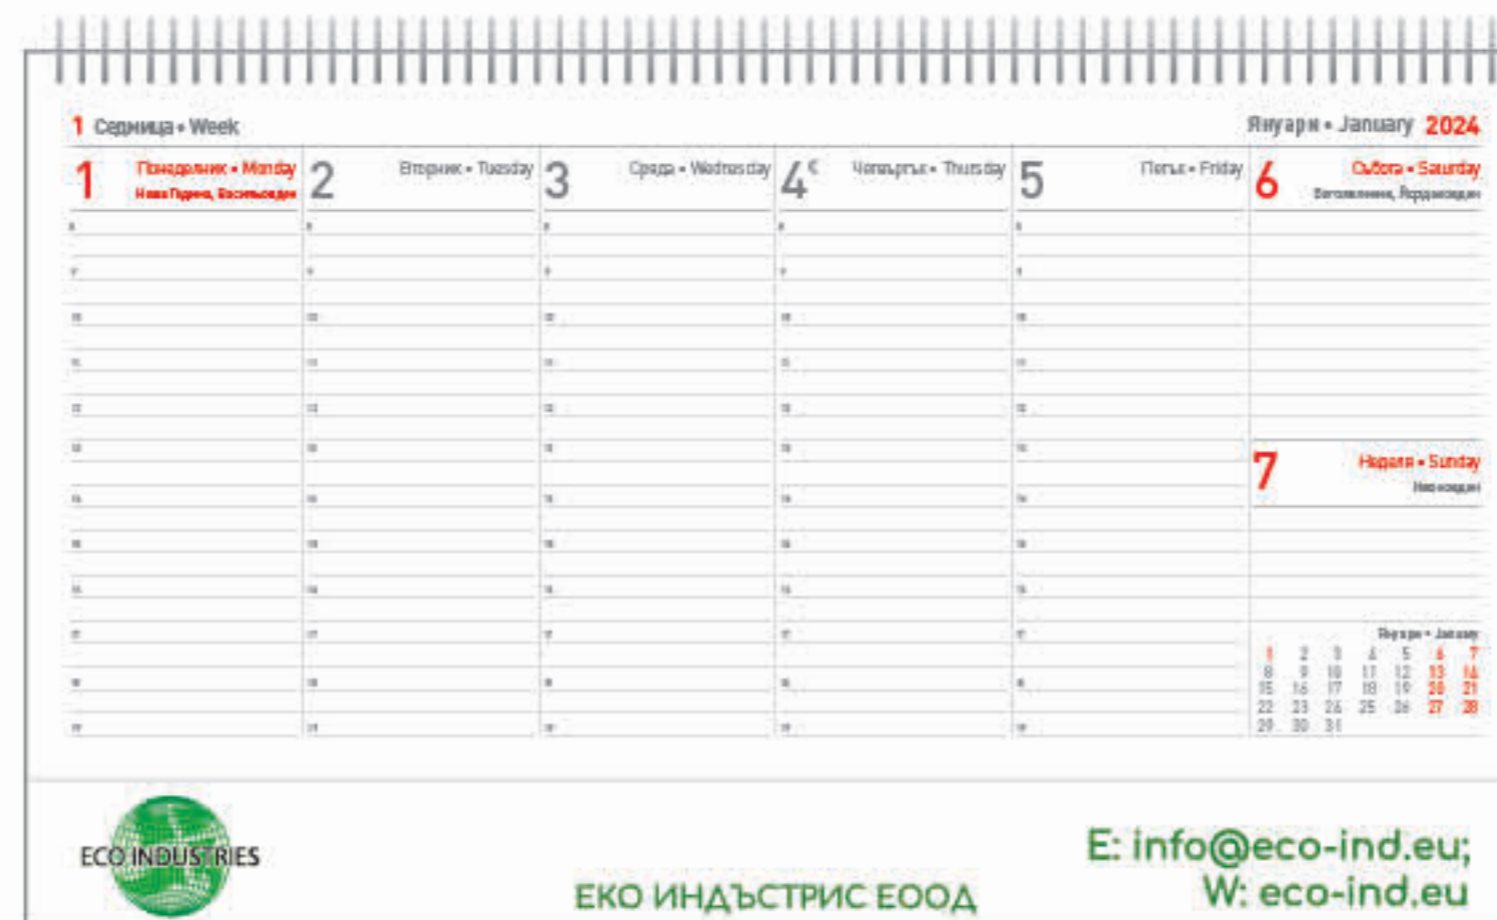 1 Седмица • Week
Януари • January 2024
1 Понеделник • Monday
Нова Година, Васильовден
2 Вторник • Tuesday
3 Сряда • Wednesday
4 Четвъртък • Thursday
5 Петък • Friday
6 Събота • Saturday
Богоявление, Йордановден
7 Неделя • Sunday
Ивановден
Януари • January
1 2 3 4 5 6 7
8 9 10 11 12 13 14
15 16 17 18 19 20 21
22 23 24 25 26 27 28
29 30 31
ECO INDUSTRIES
ЕКО ИНДЪСТРИС ЕООД
E: info@eco-ind.eu;
W: eco-ind.eu